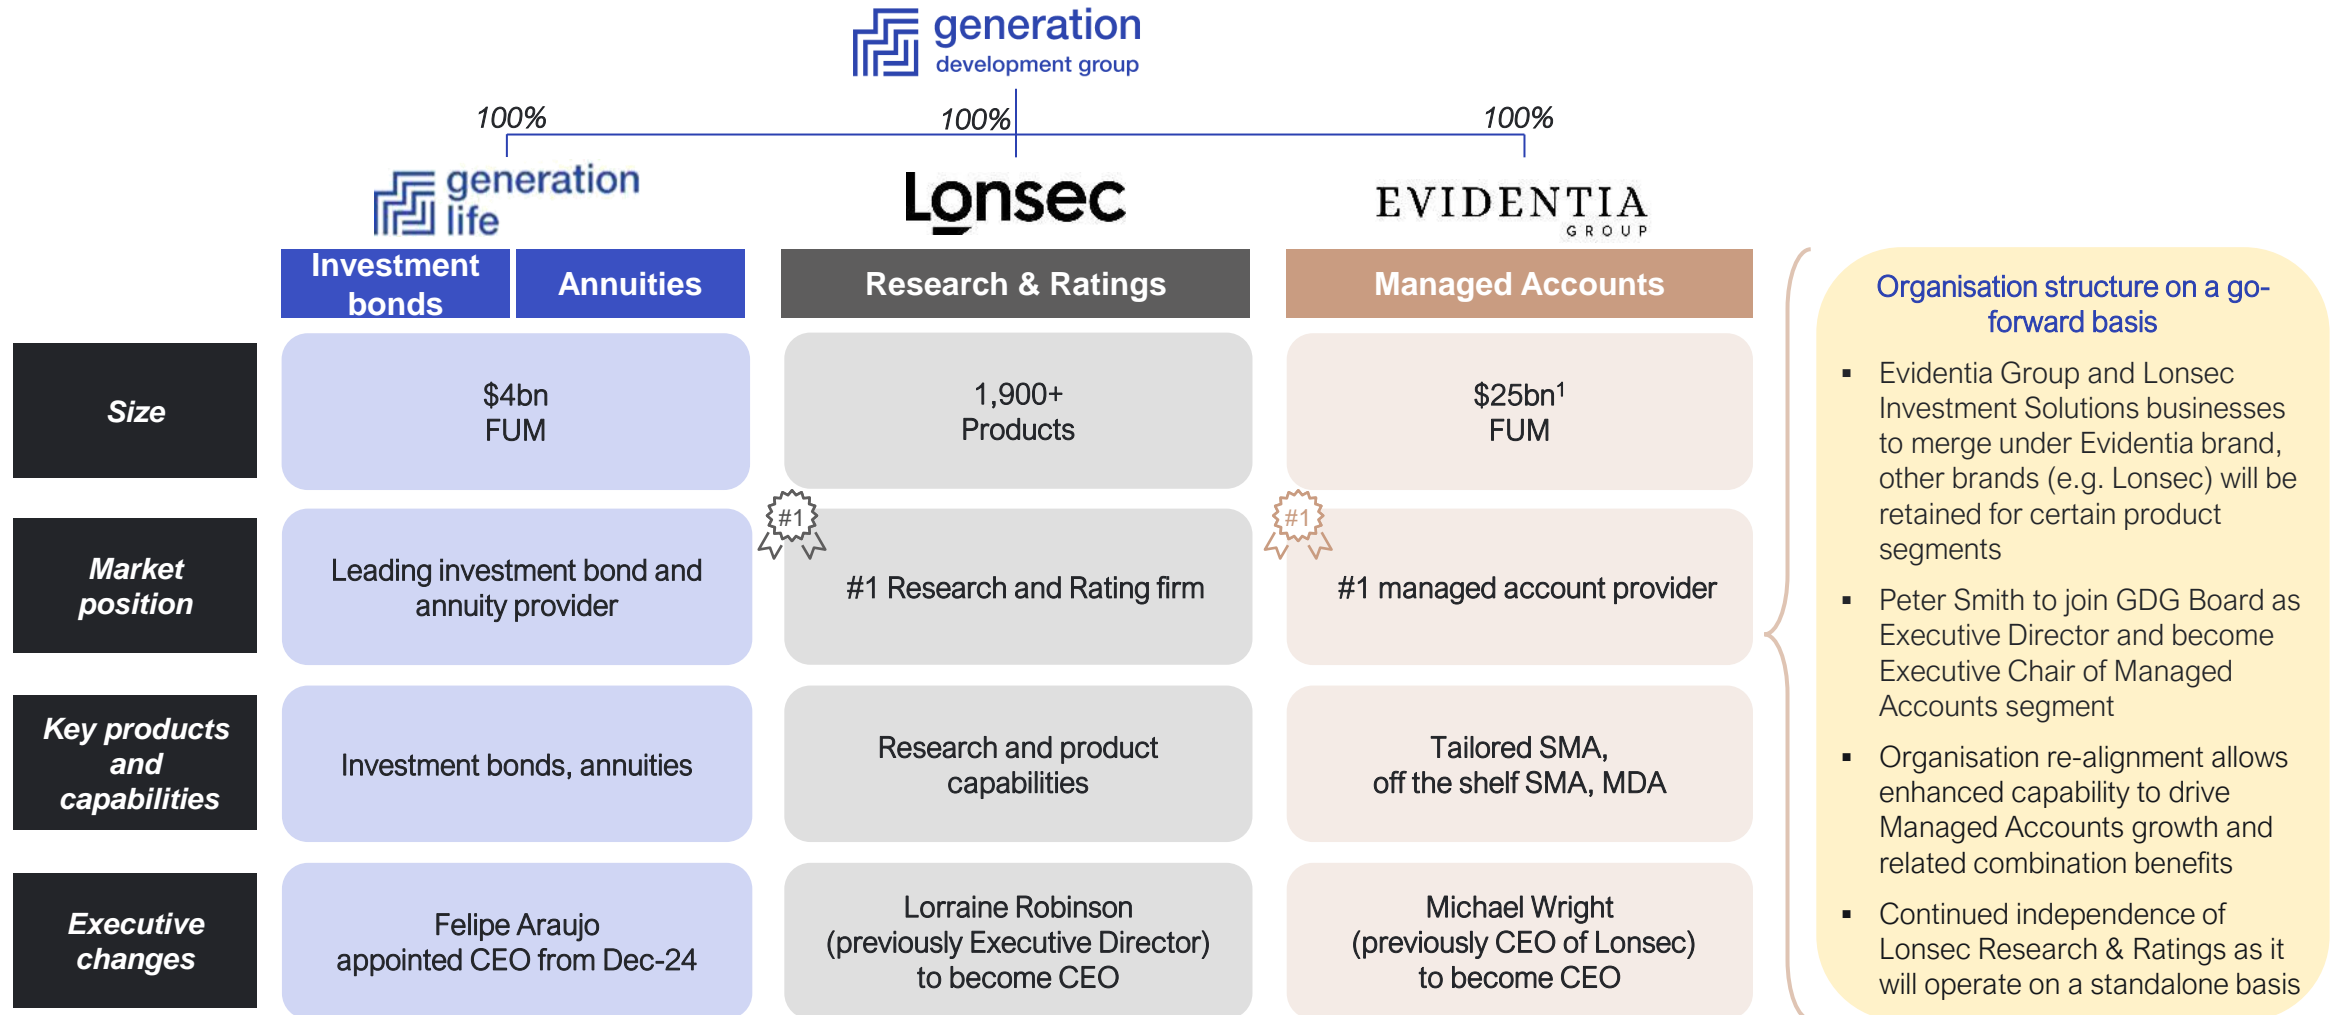 generation
development group
100%
100%
100%
generation
life
Lonsec
EVIDENTIA
GROUP
Investment
bonds
Annuities
Research & Ratings
Managed Accounts
Size
$4bn
FUM
1,900+
Products
$25bn¹
FUM
Market
position
Leading investment bond and
annuity provider
#1
#1 Research and Rating firm
#1
#1 managed account provider
Key products
and
capabilities
Investment bonds, annuities
Research and product
capabilities
Tailored SMA,
off the shelf SMA, MDA
Executive
changes
Felipe Araujo
appointed CEO from Dec-24
Lorraine Robinson
(previously Executive Director)
to become CEO
Michael Wright
(previously CEO of Lonsec)
to become CEO
Organisation structure on a go-
forward basis
▪ Evidentia Group and Lonsec
Investment Solutions businesses
to merge under Evidentia brand,
other brands (e.g. Lonsec) will be
retained for certain product
segments
▪ Peter Smith to join GDG Board as
Executive Director and become
Executive Chair of Managed
Accounts segment
▪ Organisation re-alignment allows
enhanced capability to drive
Managed Accounts growth and
related combination benefits
▪ Continued independence of
Lonsec Research & Ratings as it
will operate on a standalone basis